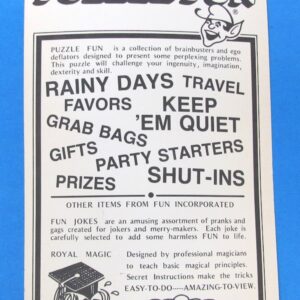 PUZZLE FUN is a collection of brainbusters and ego
deflators designed to present some perplexing problems.
This puzzle will challenge your ingenuity, imagination,
dexterity and skill.
RAINY DAYS TRAVEL
FAVORS KEEP
GRAB BAGS 'EM QUIET
GIFTS PARTY STARTERS
PRIZES SHUT-INS
OTHER ITEMS FROM FUN INCORPORATED
FUN JOKES are an amusing assortment of pranks and
gags created for jokers and merry-makers. Each joke is
carefully selected to add some harmless FUN to life.
ROYAL MAGIC Designed by professional magicians
to teach basic magical principles.
Secret Instructions make the tricks
EASY-TO-DO----AMAZING-TO-VIEW.